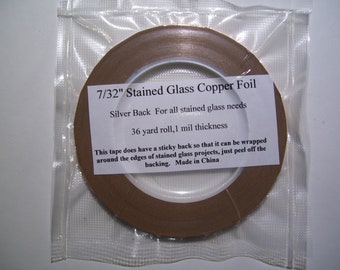 7/32" Stained Glass Copper Foil
Silver Back For all stained glass needs
36 yard roll,1 mil thickness
This tape does have a sticky back so that it can be wrapped
around the edges of stained glass projects, just peel off the
backing. Made in China